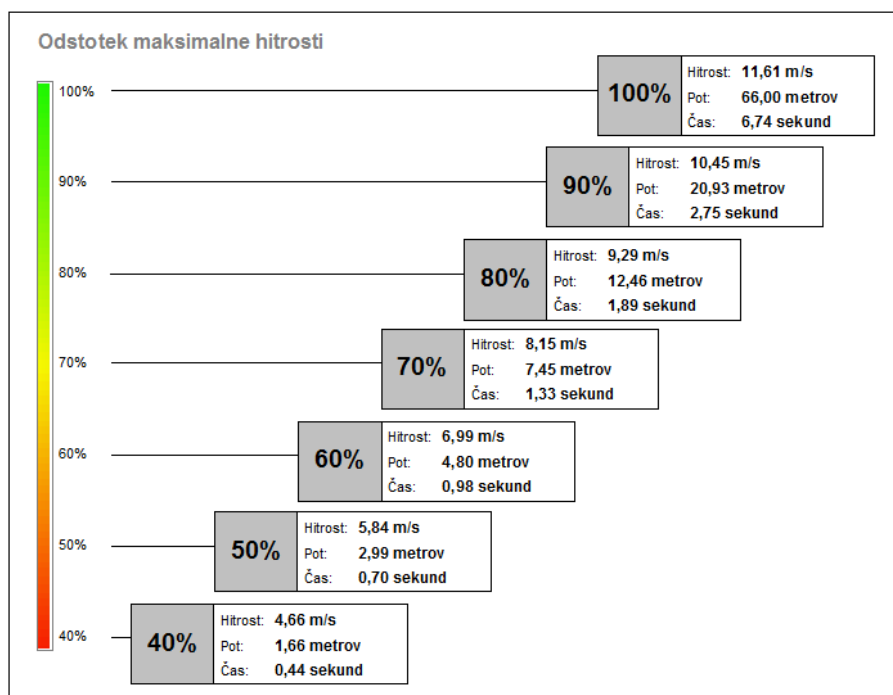 Odstotek maksimalne hitrosti
100%
100%
Hitrost: 11,61 m/s
Pot: 66,00 metrov
Čas: 6,74 sekund
90%
90%
Hitrost: 10,45 m/s
Pot: 20,93 metrov
Čas: 2,75 sekund
80%
80%
Hitrost: 9,29 m/s
Pot: 12,46 metrov
Čas: 1,89 sekund
70%
70%
Hitrost: 8,15 m/s
Pot: 7,45 metrov
Čas: 1,33 sekund
60%
60%
Hitrost: 6,99 m/s
Pot: 4,80 metrov
Čas: 0,98 sekund
50%
50%
Hitrost: 5,84 m/s
Pot: 2,99 metrov
Čas: 0,70 sekund
40%
40%
Hitrost: 4,66 m/s
Pot: 1,66 metrov
Čas: 0,44 sekund